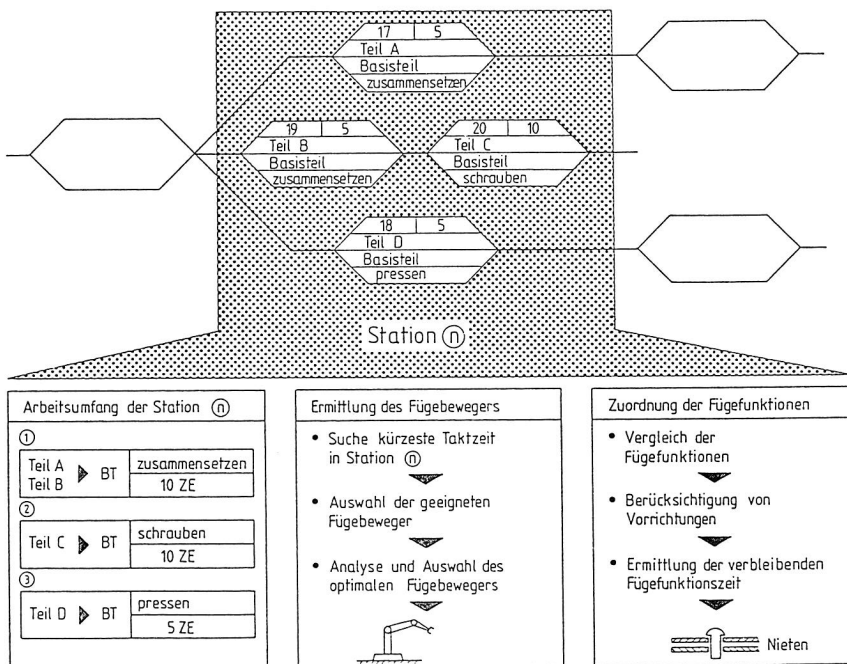 17 5
Teil A
Basisteil
zusammensetzen
19 5
Teil B
Basisteil
zusammensetzen
20 10
Teil C
Basisteil
schrauben
18 5
Teil D
Basisteil
pressen
Station n
Arbeitsumfang der Station n
1
Teil A
Teil B
BT
zusammensetzen
10 ZE
2
Teil C
BT
schrauben
10 ZE
3
Teil D
BT
pressen
5 ZE
Ermittlung des Fügebewegers
• Suche kürzeste Taktzeit
in Station n
• Auswahl der geeigneten
Fügebeweger
• Analyse und Auswahl des
optimalen Fügebewegers
Zuordnung der Fügefunktionen
• Vergleich der
Fügefunktionen
• Berücksichtigung von
Vorrichtungen
• Ermittlung der verbleibenden
Fügefunktionszeit
Nieten